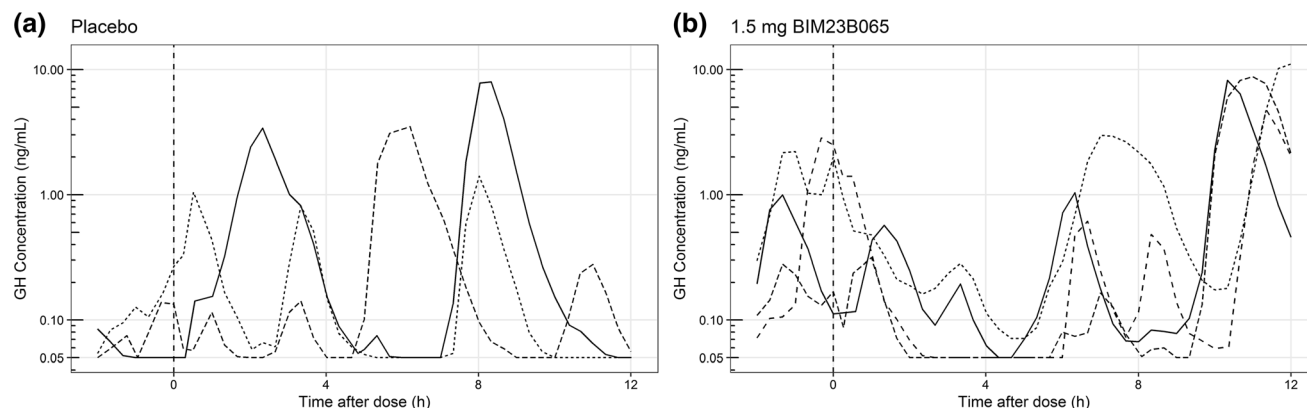 (a) Placebo
10.00
1.00
0.10
0.05
GH Concentration (ng/mL)
0 4 8 12
Time after dose (h)
(b) 1.5 mg BIM23B065
10.00
1.00
0.10
0.05
GH Concentration (ng/mL)
0 4 8 12
Time after dose (h)